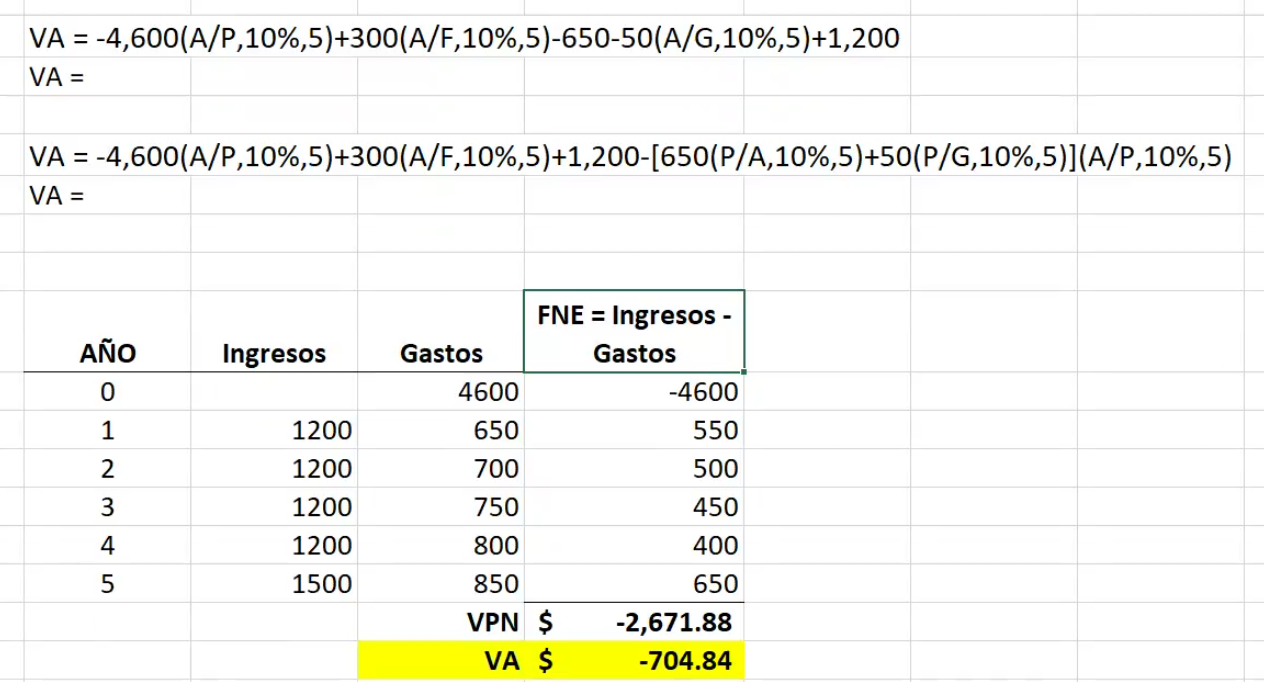 VA = -4,600(A/P,10%,5)+300(A/F,10%,5)-650-50(A/G,10%,5)+1,200
VA =
VA = -4,600(A/P,10%,5)+300(A/F,10%,5)+1,200-[650(P/A,10%,5)+50(P/G,10%,5)](A/P,10%,5)
VA =
FNE = Ingresos -
AÑO Ingresos Gastos Gastos
0 4600 -4600
1 1200 650 550
2 1200 700 500
3 1200 750 450
4 1200 800 400
5 1500 850 650
VPN $ -2,671.88
VA $ -704.84